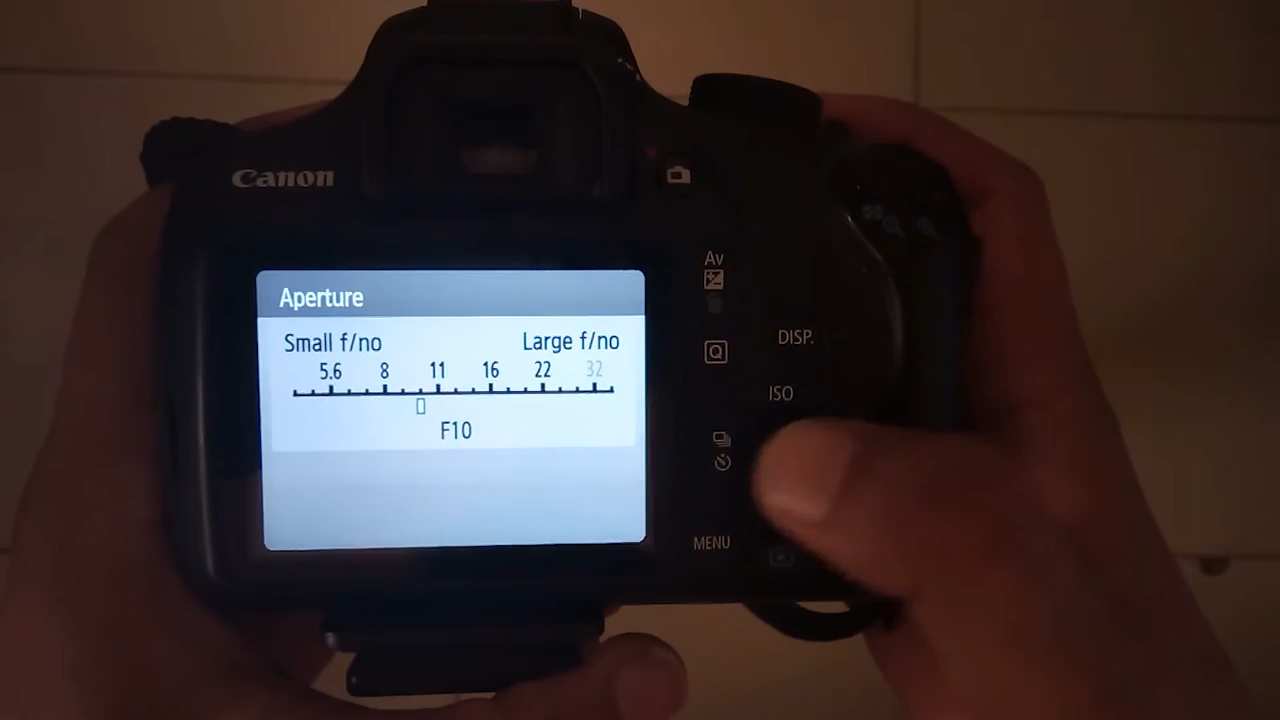 Canon
Aperture
Small f/no Large f/no
5.6 8 11 16 22 32
F10
Av
Q
DISP.
ISO
MENU